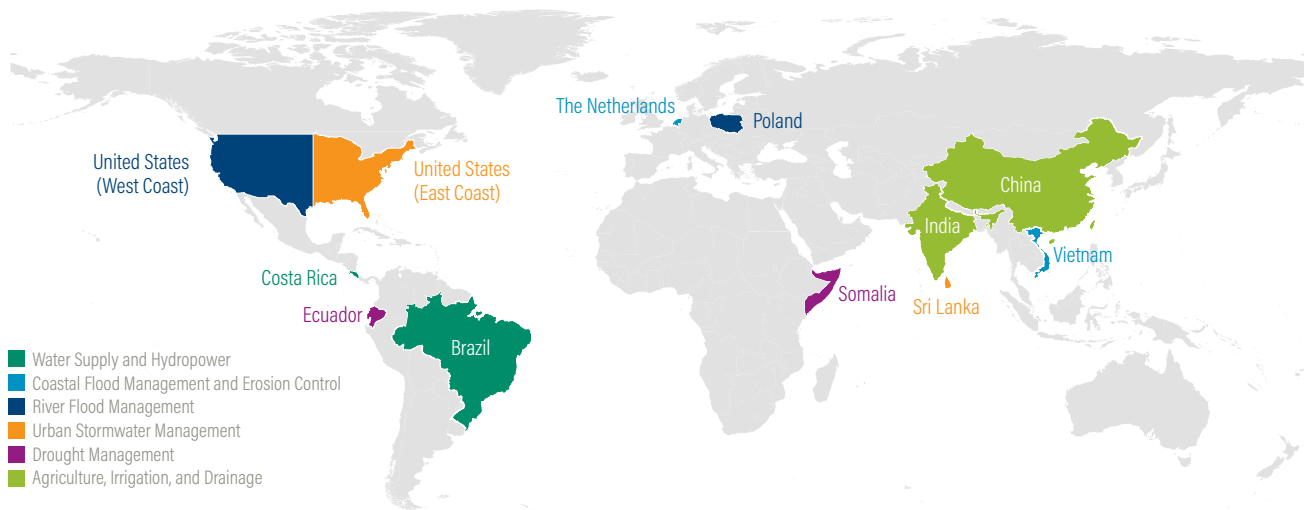 The Netherlands
Poland
United States
(West Coast)
United States
(East Coast)
China
India
Vietnam
Costa Rica
Somalia
Sri Lanka
Ecuador
Brazil
Water Supply and Hydropower
Coastal Flood Management and Erosion Control
River Flood Management
Urban Stormwater Management
Drought Management
Agriculture, Irrigation, and Drainage